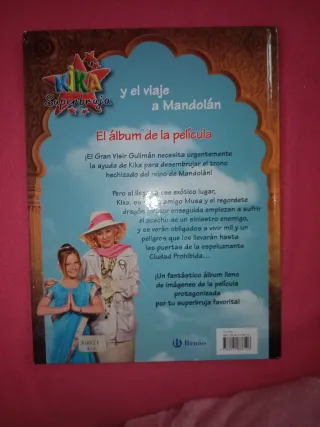 KIKA
Superbruja
y el viaje
a Mandolán
El álbum de la película
¡El Gran Visir Gulimán necesita urgentemente
la ayuda de Kika para desembrujar el trono
hechizado del reino de Mandolán!
Pero al llegar a ese exótico lugar,
Kika, su amigo Musa y el regordete
dragón Héctor enseguida empiezan a sufrir
el acecho de un siniestro enemigo,
y se verán obligados a vivir mil y un
peligros que los llevarán hasta
las puertas de la espeluznante
Ciudad Prohibida...
¡Un fantástico álbum lleno
de imágenes de la película
protagonizada
por tu superbruja favorita!
Bruño